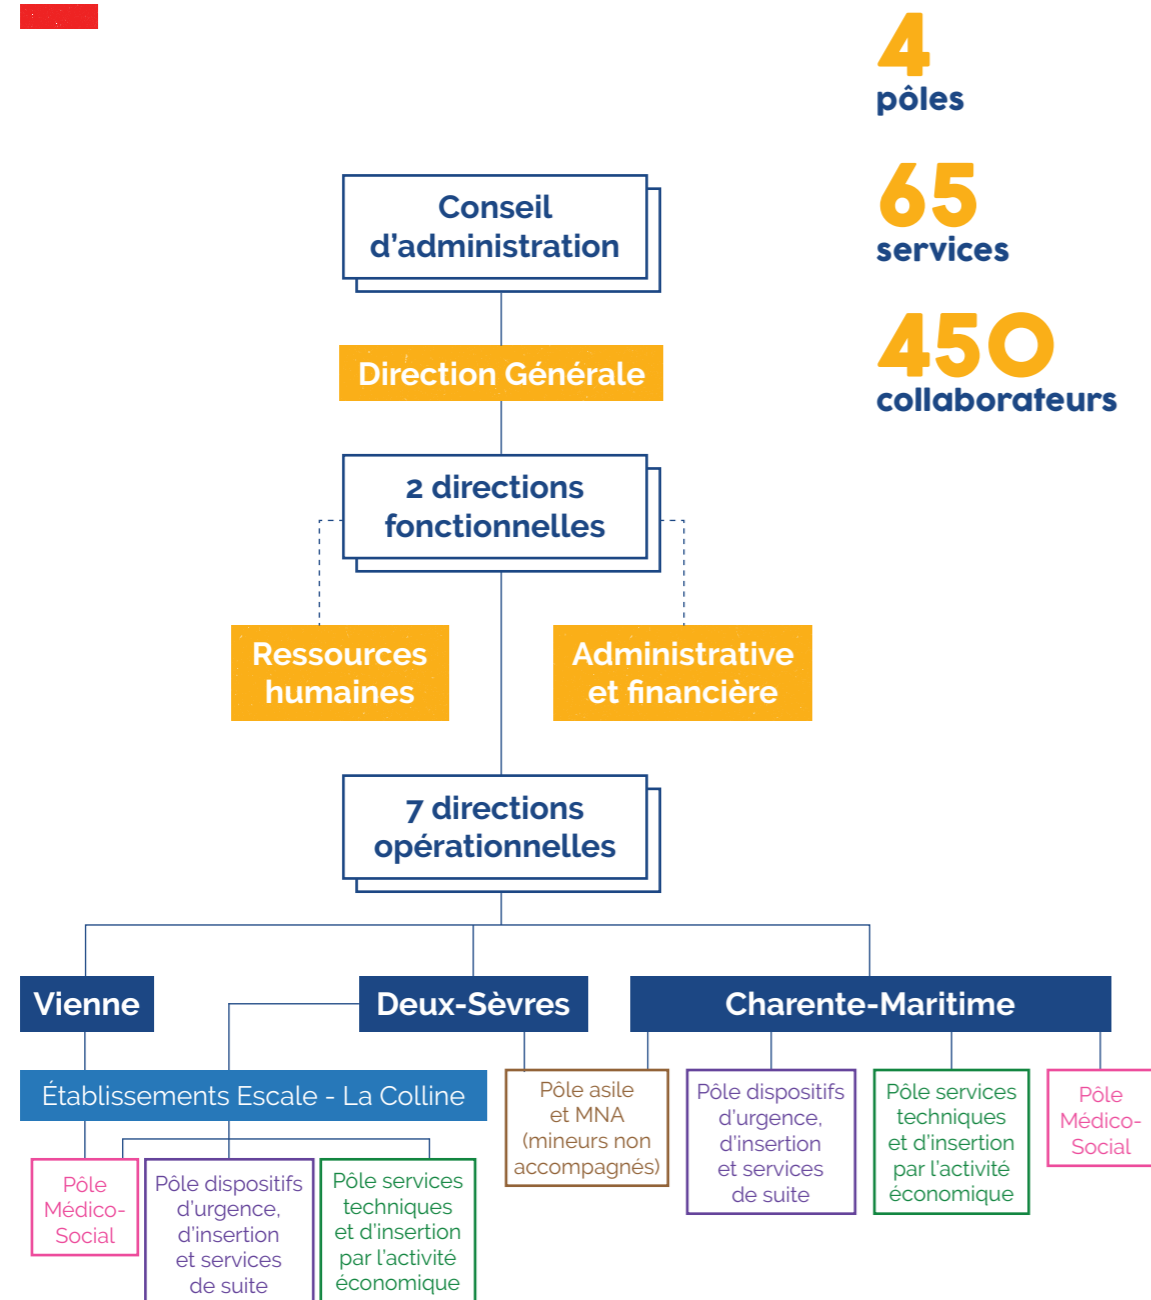 4
pôles
65
services
450
collaborateurs
Conseil
d'administration
Direction Générale
2 directions
fonctionnelles
Ressources
humaines
Administrative
et financière
7 directions
opérationnelles
Vienne
Deux-Sèvres
Charente-Maritime
Établissements Escale - La Colline
Pôle asile
et MNA
(mineurs non
accompagnés)
Pôle dispositifs
d'urgence,
d'insertion
et services
de suite
Pôle services
techniques
et d'insertion
par l'activité
économique
Pôle
Médico-
Social
Pôle
Médico-
Social
Pôle dispositifs
d'urgence,
d'insertion
et services
de suite
Pôle services
techniques
et d'insertion
par l'activité
économique